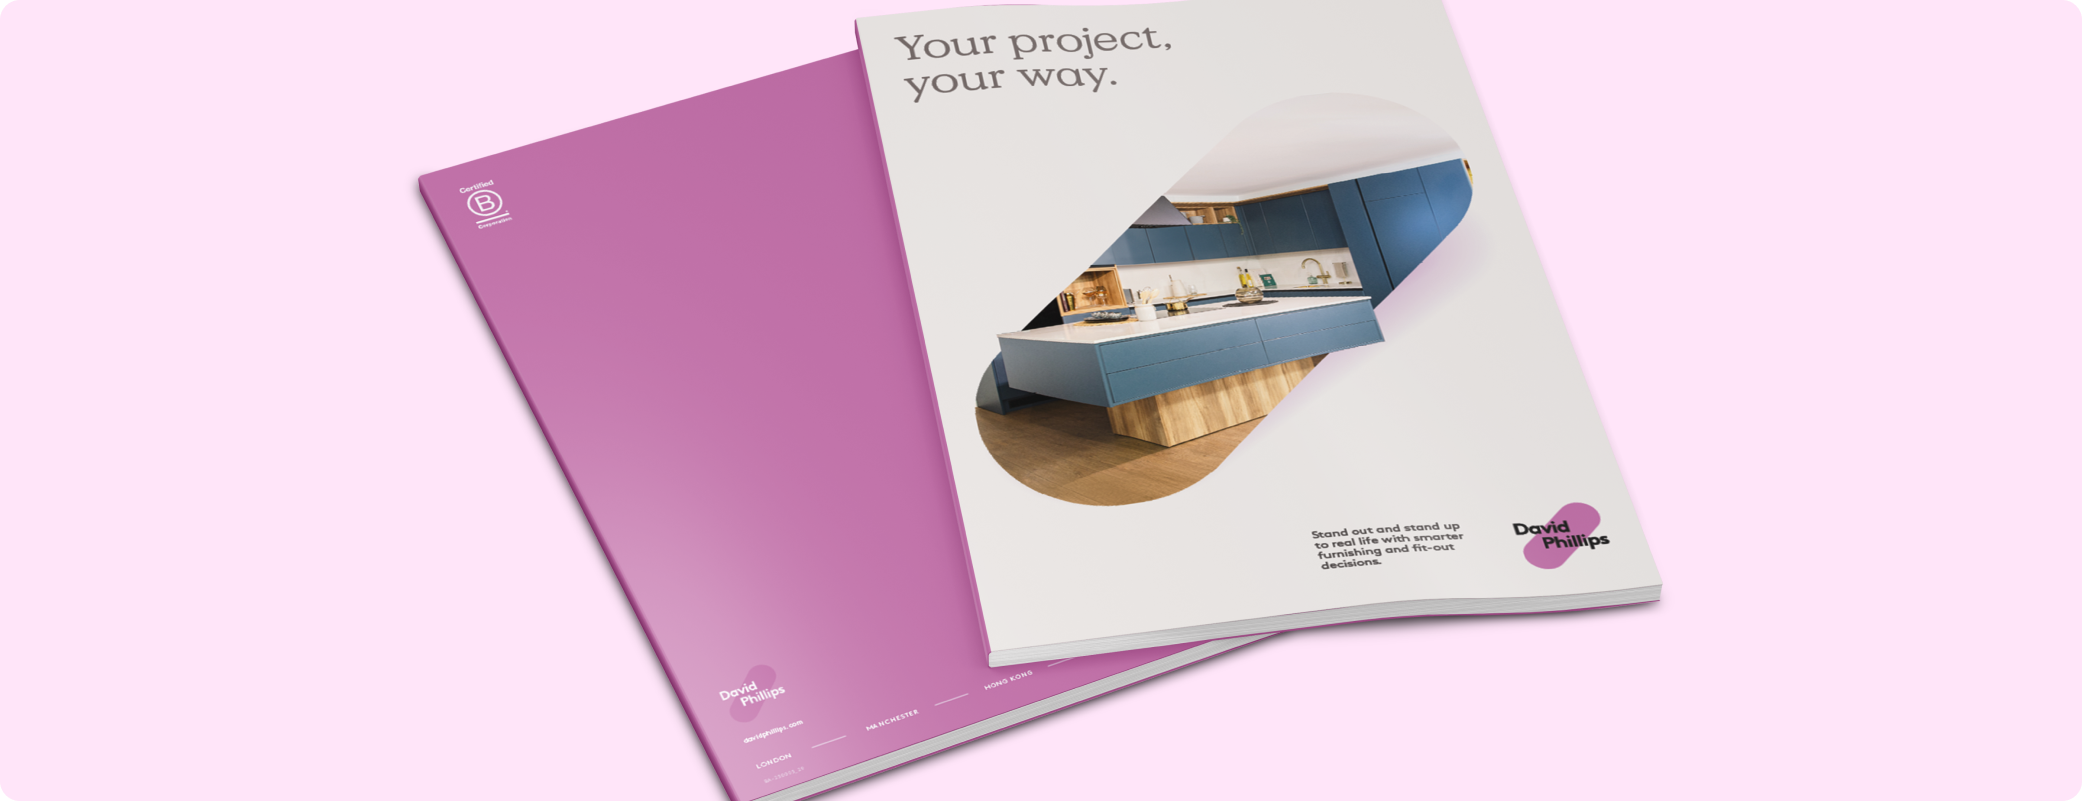 Your project,
your way.
Stand out and stand up
to real life with smarter
furnishing and fit-out
decisions.
David
Phillips
Certified
B
Corporation
David
Phillips
davidphillips.com
LONDON
MANCHESTER
HONG KONG